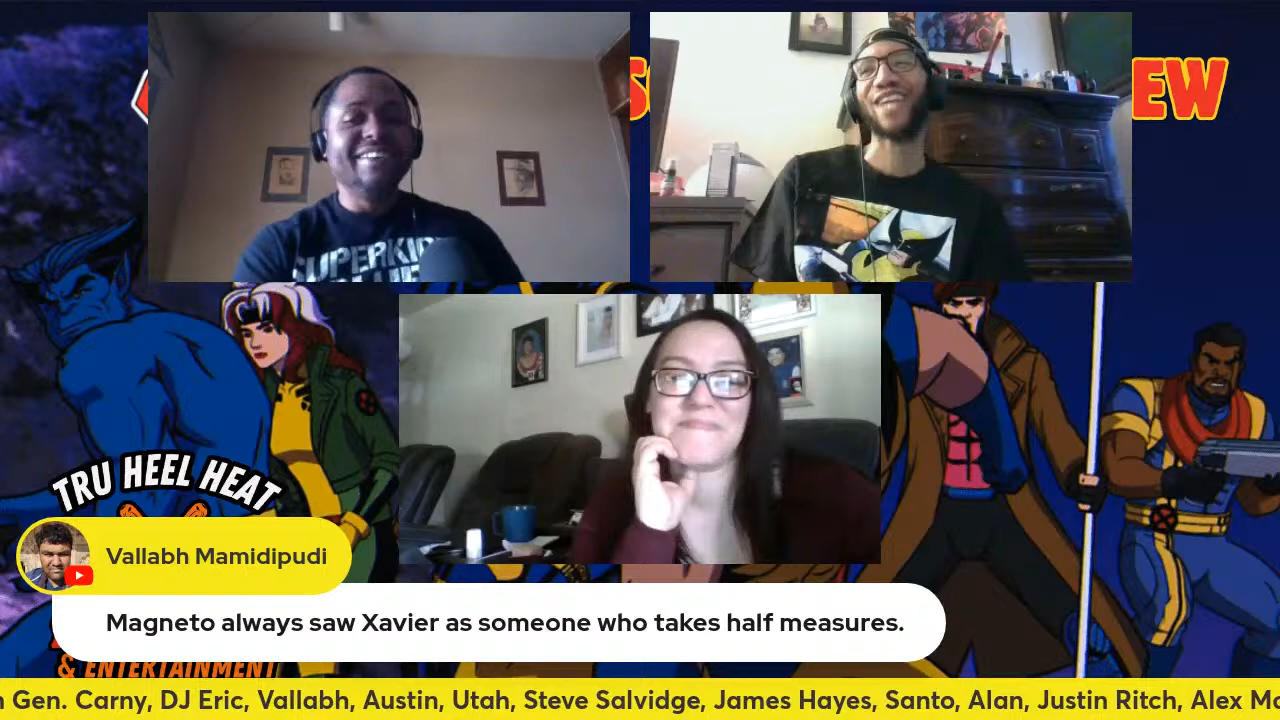 EW
SUPERKI
TRU HEEL HEAT
Vallabh Mamidipudi
Magneto always saw Xavier as someone who takes half measures.
& ENTERTAINMENT
Gen. Carny, DJ Eric, Vallabh, Austin, Utah, Steve Salvidge, James Hayes, Santo, Alan, Justin Ritch, Alex